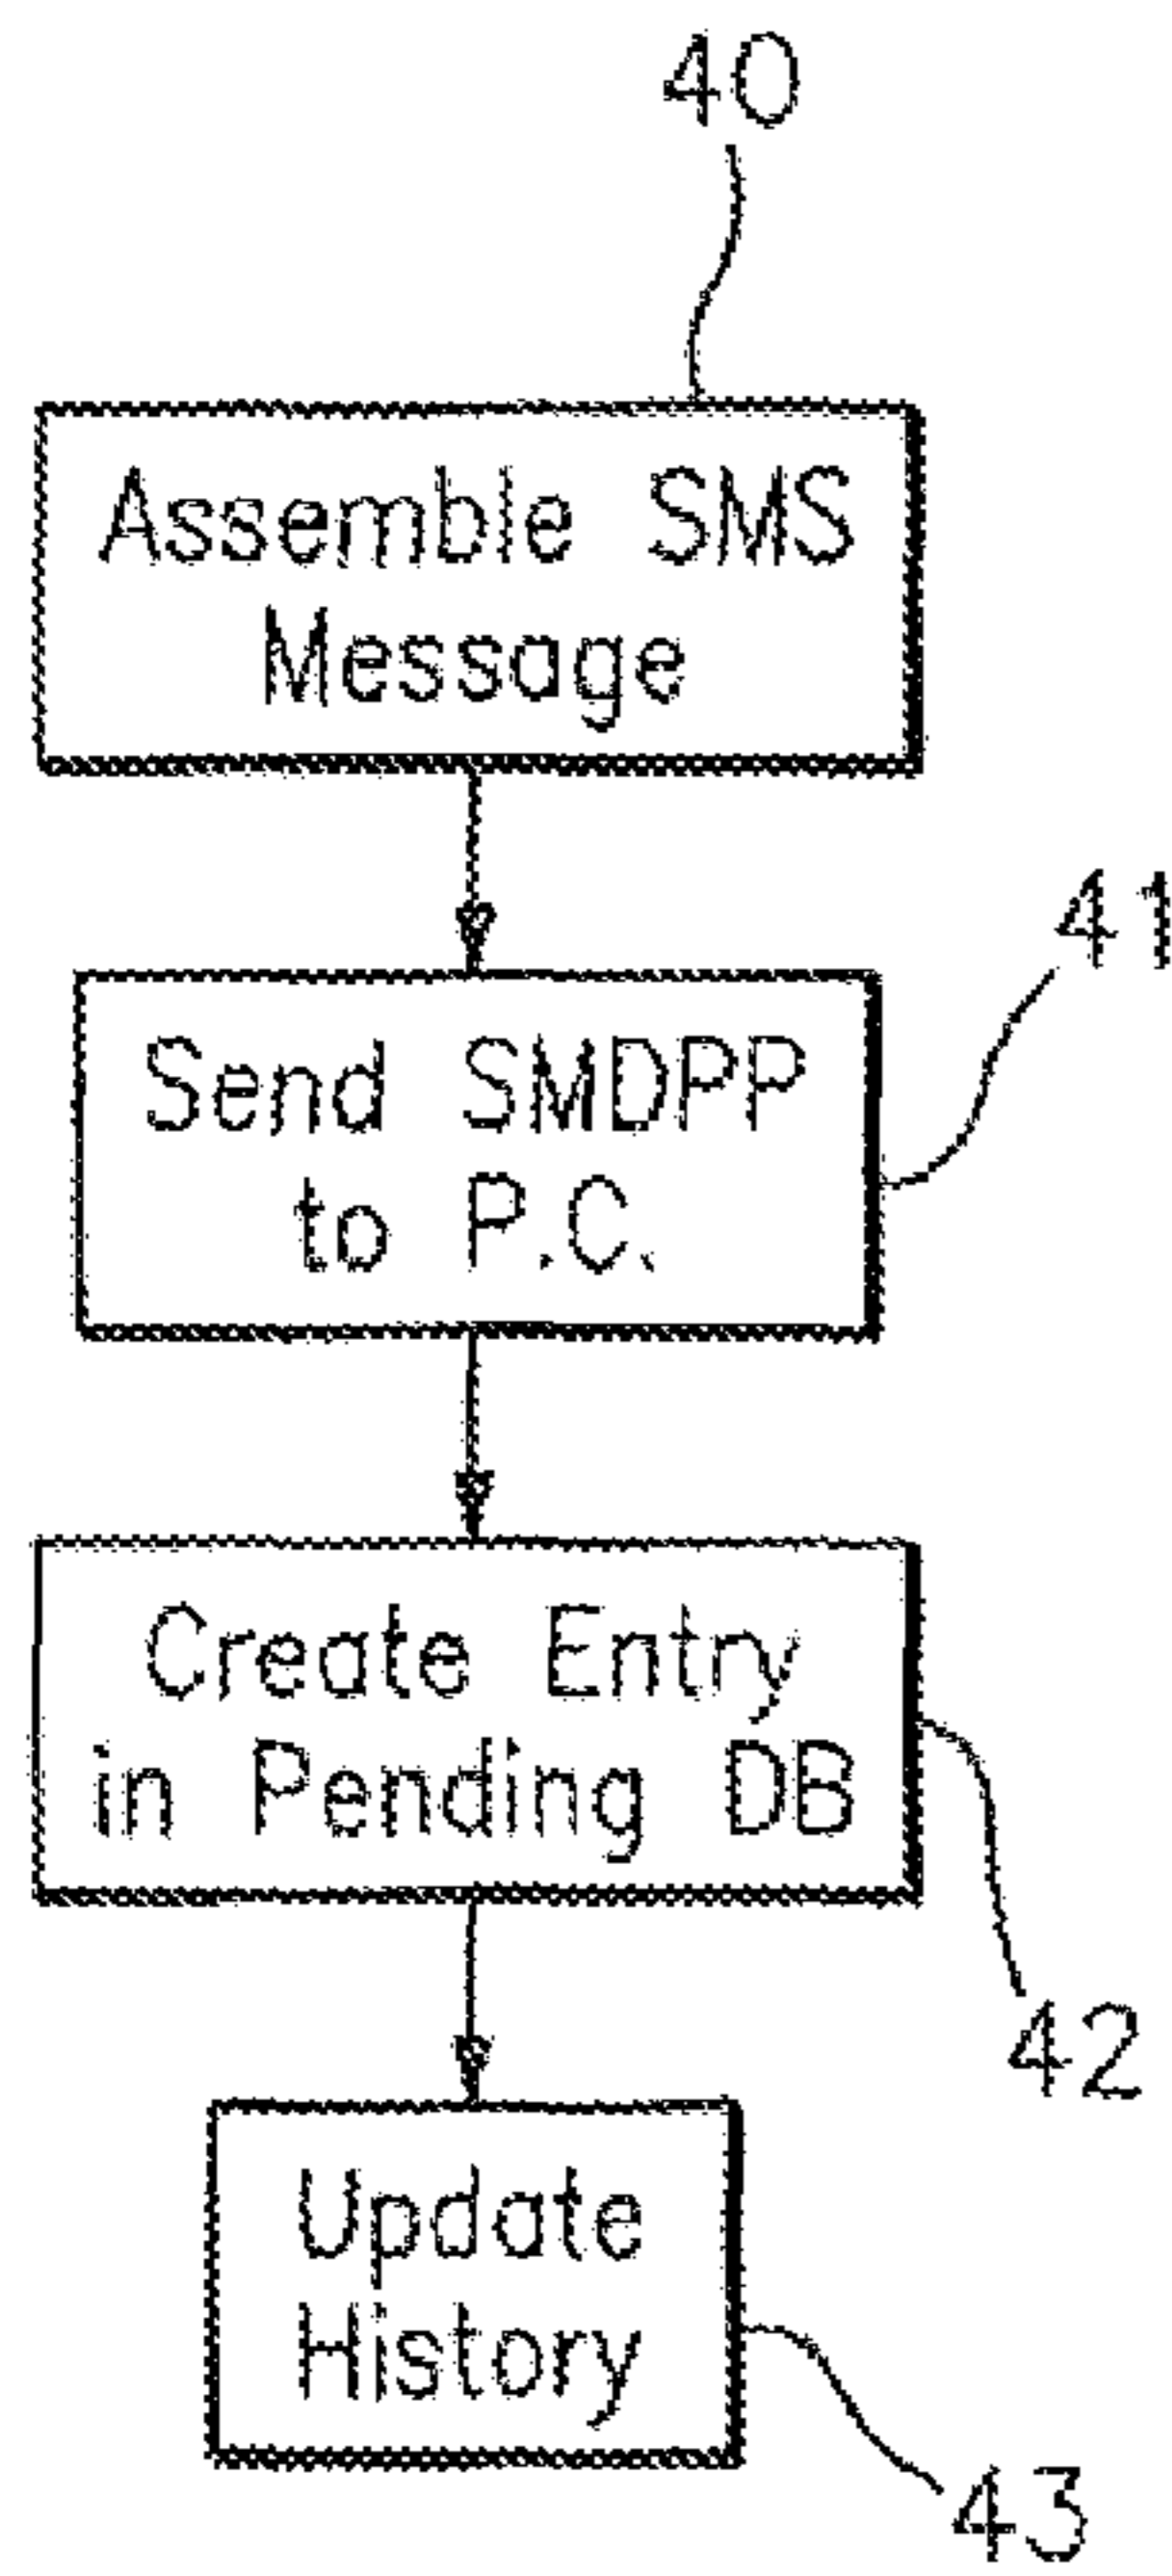 40
Assemble SMS
Message
41
Send SMDPP
to P.C.
Create Entry
in Pending DB
42
Update
History
43